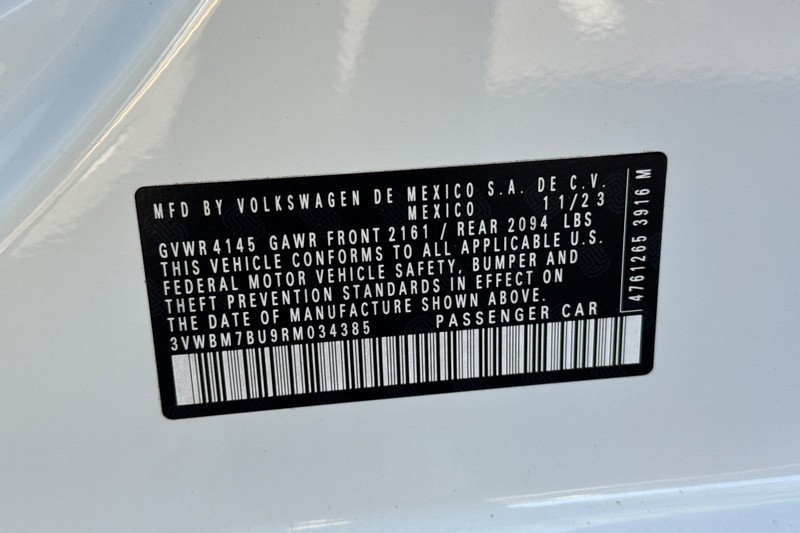 MFD BY VOLKSWAGEN DE MEXICO S.A. DE C.V.
MEXICO 11/23
GVWR 4145 GAWR FRONT 2161 / REAR 2094 LBS
THIS VEHICLE CONFORMS TO ALL APPLICABLE U.S.
FEDERAL MOTOR VEHICLE SAFETY, BUMPER AND
THEFT PREVENTION STANDARDS IN EFFECT ON
THE DATE OF MANUFACTURE SHOWN ABOVE.
3VWBM7BU9RM034385 PASSENGER CAR
4761265 3916 M